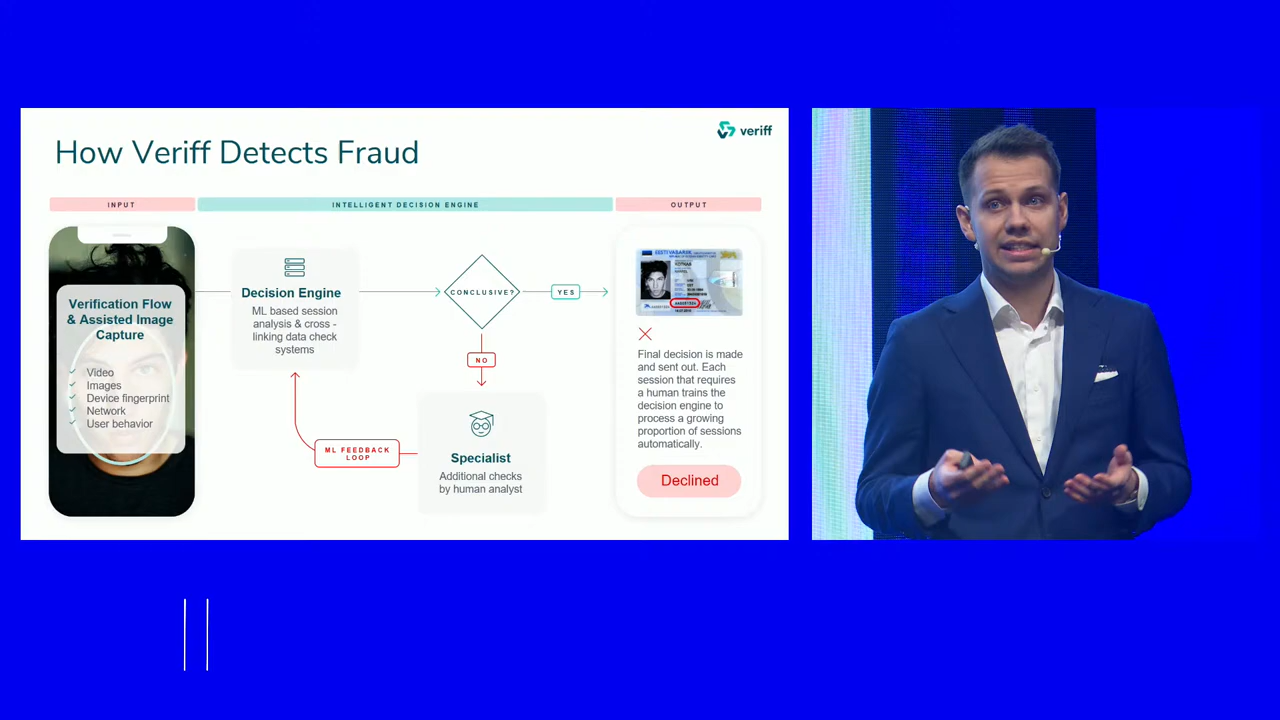 veriff
How Veriff Detects Fraud
INPUT
INTELLIGENT DECISION ENGINE
OUTPUT
Verification Flow
& Assisted Image
Capture
Video
Images
Device fingerprint
Network
User behavior
Decision Engine
ML based session
analysis & cross -
linking data check
systems
CONCLUSIVE?
YES
NO
ML FEEDBACK
LOOP
Specialist
Additional checks
by human analyst
Final decision is made
and sent out. Each
session that requires
a human trains the
decision engine to
process a growing
proportion of sessions
automatically.
Declined